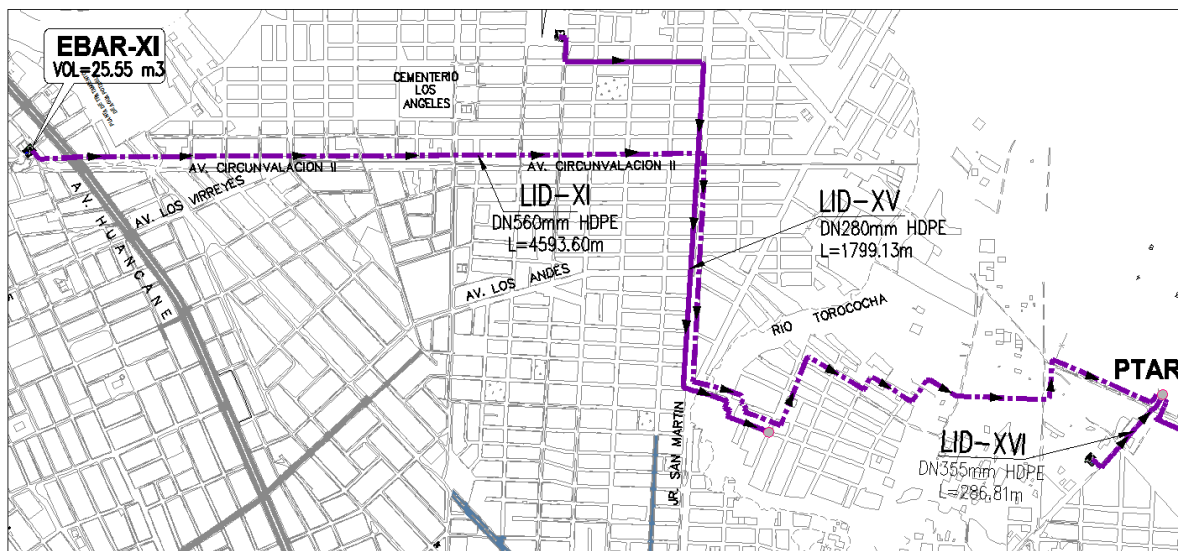 EBAR-XI
VOL=25.55 m3
CEMENTERIO
LOS
ANGELES
AV. CIRCUNVALACION II
AV. CIRCUNVALACION II
AV. LOS VIRREYES
AV. HUANCANE
LID-XI
DN560mm HDPE
L=4593.60m
LID-XV
DN280mm HDPE
L=1799.13m
AV. LOS ANDES
RIO TOROCOCHA
PTAR
JR. SAN MARTIN
LID-XVI
DN355mm HDPE
L=286.81m